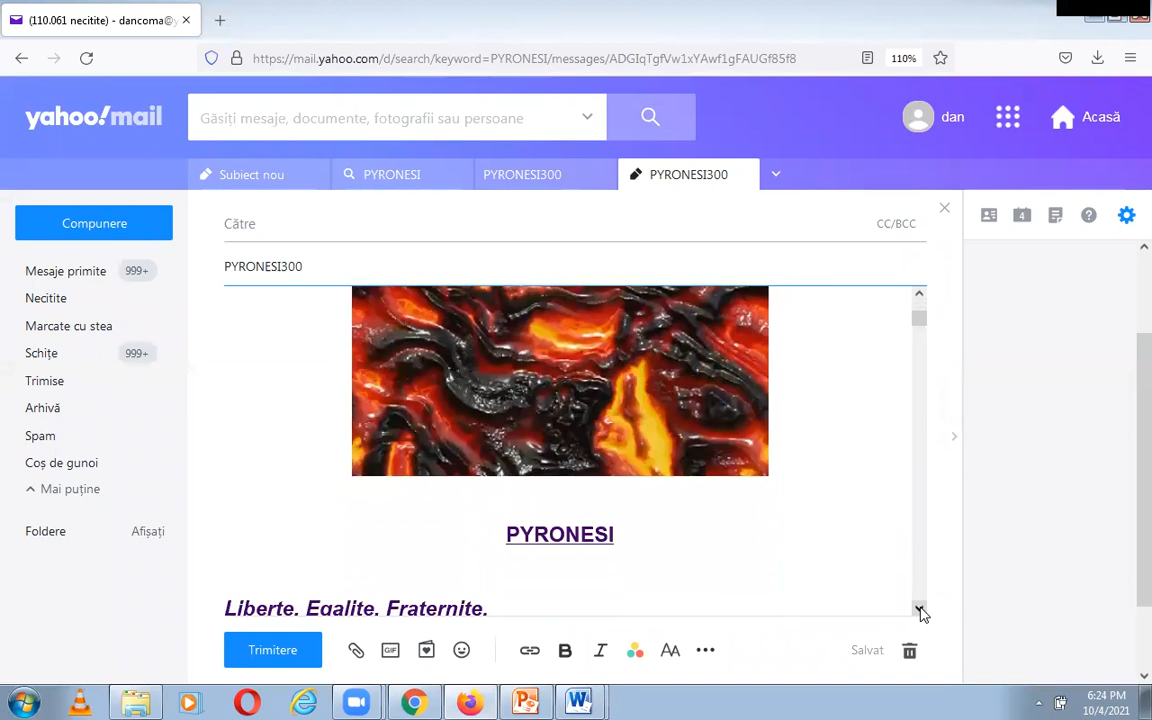 (110.061 necitite) - dancoma@
https://mail.yahoo.com/d/search/keyword=PYRONESI/messages/ADGIqTgfVw1xYAwf1gFAUGf85f8
110%
yahoo!mail
Găsiți mesaje, documente, fotografii sau persoane
dan
Acasă
Subiect nou
PYRONESI
PYRONESI300
PYRONESI300
Compunere
Către
CC/BCC
4
Mesaje primite 999+
PYRONESI300
Necitite
Marcate cu stea
Schițe 999+
Trimise
Arhivă
Spam
Coș de gunoi
Mai puține
Foldere Afișați
PYRONESI
Liberte. Egalite. Fraternite.
Trimitere
GIF
B
I
AA
Salvat
6:24 PM
10/4/2021